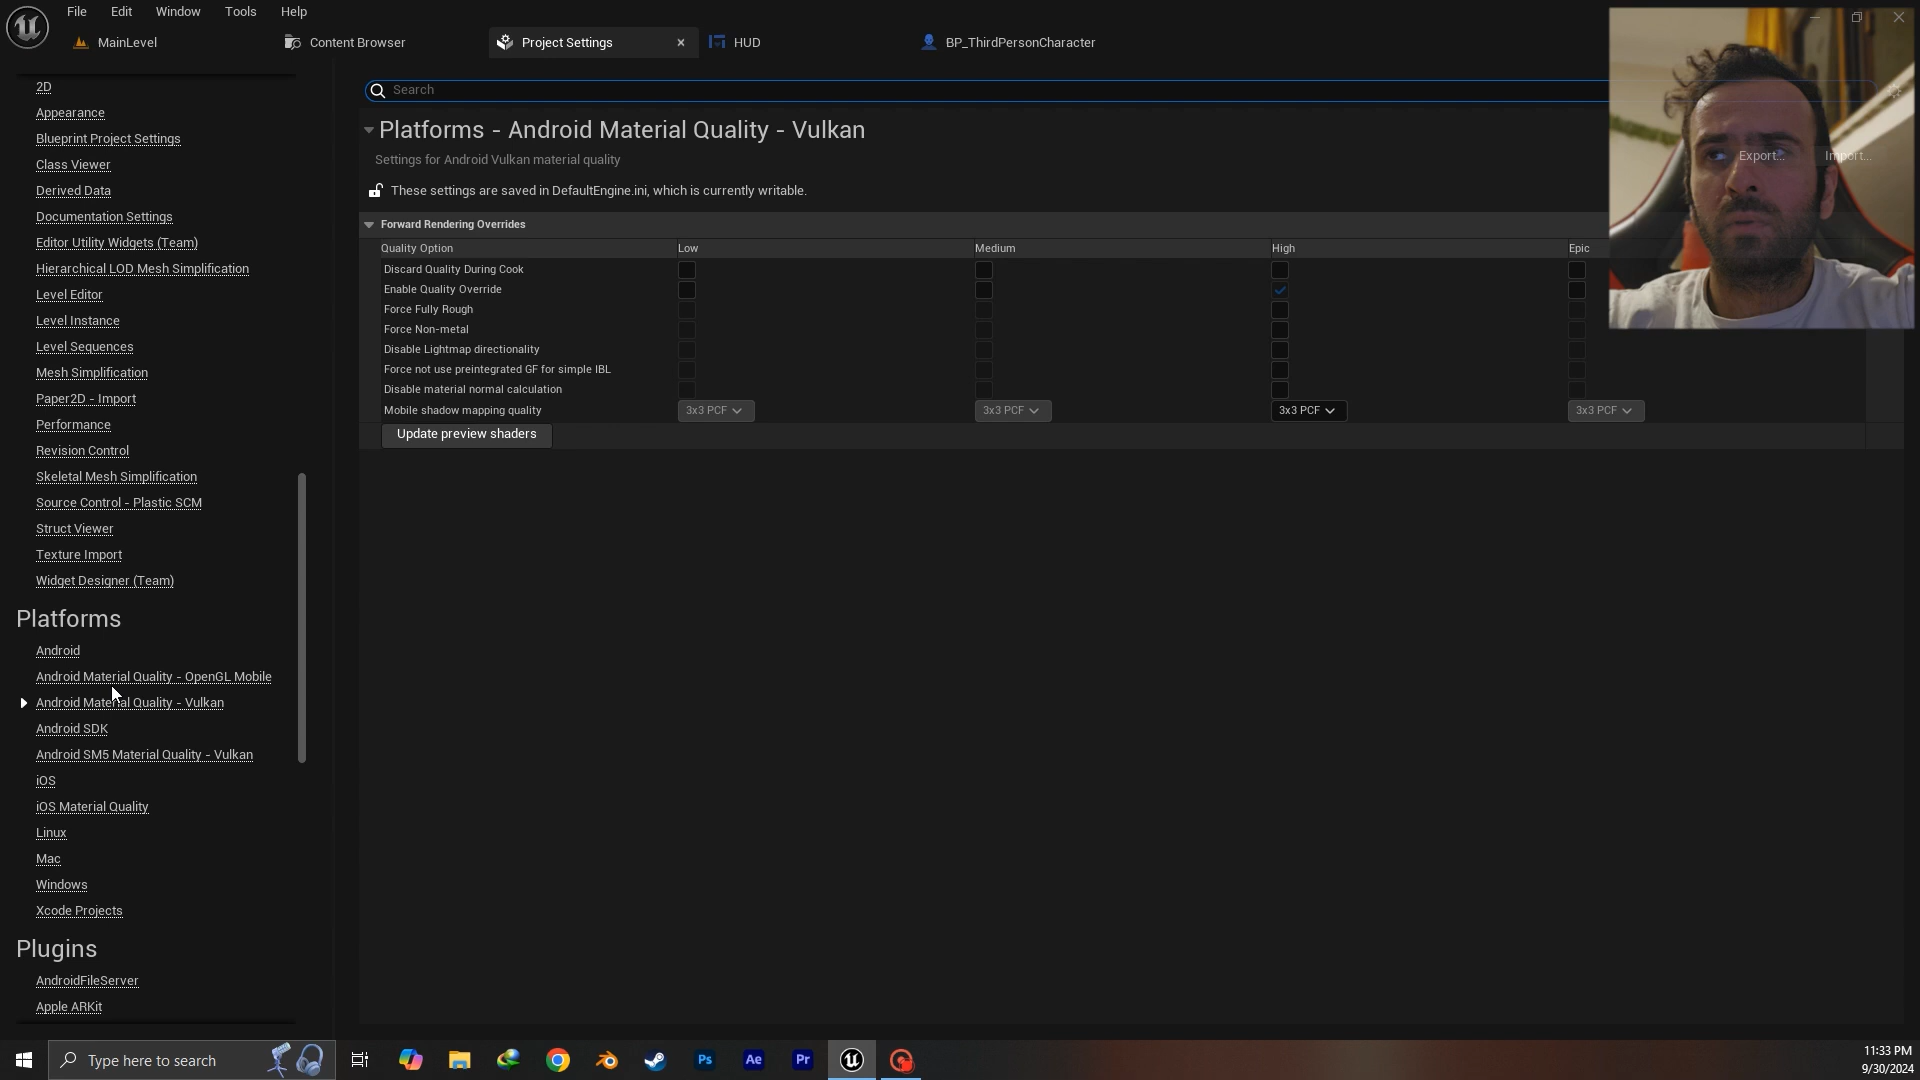 File Edit Window Tools Help
MainLevel Content Browser Project Settings HUD BP_ThirdPersonCharacter
2D
Appearance
Blueprint Project Settings
Class Viewer
Derived Data
Documentation Settings
Editor Utility Widgets (Team)
Hierarchical LOD Mesh Simplification
Level Editor
Level Instance
Level Sequences
Mesh Simplification
Paper2D - Import
Performance
Revision Control
Skeletal Mesh Simplification
Source Control - Plastic SCM
Struct Viewer
Texture Import
Widget Designer (Team)
Platforms
Android
Android Material Quality - OpenGL Mobile
Android Material Quality - Vulkan
Android SDK
Android SM5 Material Quality - Vulkan
iOS
iOS Material Quality
Linux
Mac
Windows
Xcode Projects
Plugins
AndroidFileServer
Apple ARKit
Search
Platforms - Android Material Quality - Vulkan
Settings for Android Vulkan material quality
Export... Import...
These settings are saved in DefaultEngine.ini, which is currently writable.
Forward Rendering Overrides
Quality Option Low Medium High Epic
Discard Quality During Cook
Enable Quality Override
Force Fully Rough
Force Non-metal
Disable Lightmap directionality
Force not use preintegrated GF for simple IBL
Disable material normal calculation
Mobile shadow mapping quality 3x3 PCF 3x3 PCF 3x3 PCF 3x3 PCF
Update preview shaders
Type here to search
Ps Ae Pr
11:33 PM
9/30/2024